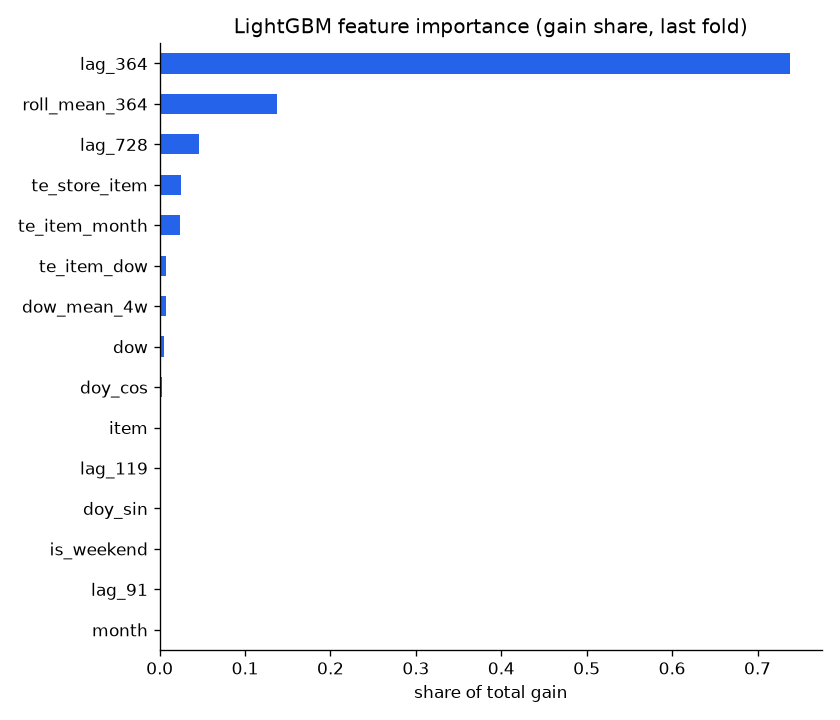 LightGBM feature importance (gain share, last fold)
lag_364
roll_mean_364
lag_728
te_store_item
te_item_month
te_item_dow
dow_mean_4w
dow
doy_cos
item
lag_119
doy_sin
is_weekend
lag_91
month
0.0 0.1 0.2 0.3 0.4 0.5 0.6 0.7
share of total gain